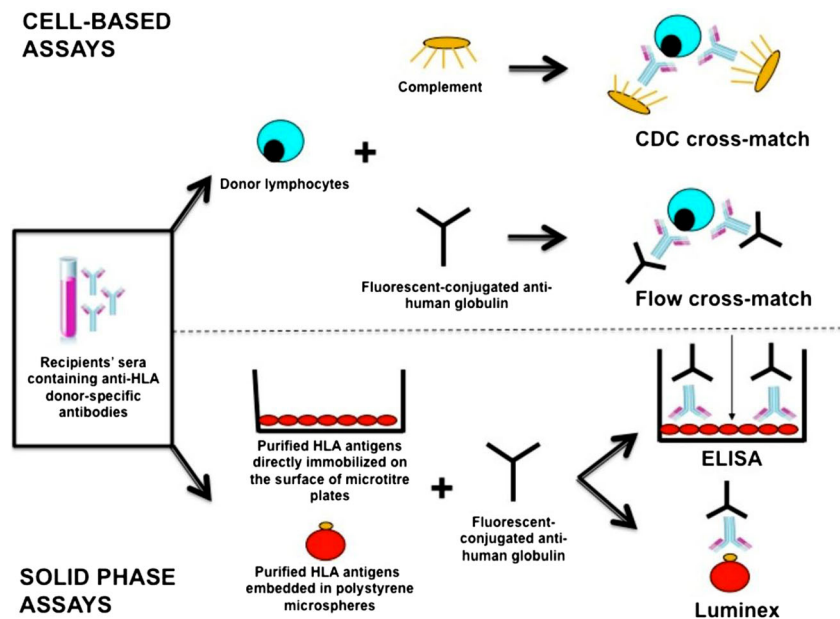 CELL-BASED
ASSAYS
Complement
CDC cross-match
Donor lymphocytes
Fluorescent-conjugated anti-
human globulin
Flow cross-match
Recipients' sera
containing anti-HLA
donor-specific
antibodies
Purified HLA antigens
directly immobilized on
the surface of microtitre
plates
Fluorescent-
conjugated anti-
human globulin
ELISA
Purified HLA antigens
embedded in polystyrene
microspheres
Luminex
SOLID PHASE
ASSAYS